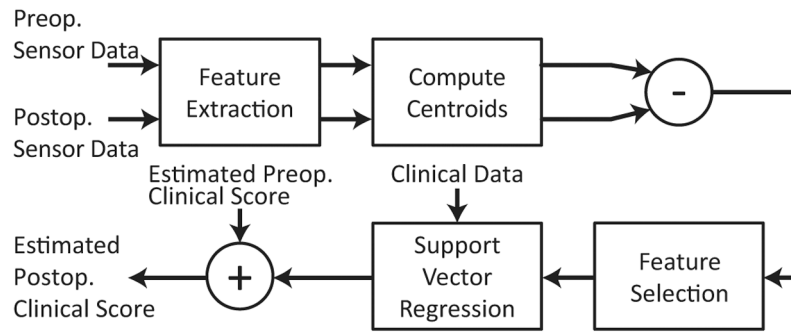 Preop.
Sensor Data
Feature
Extraction
Compute
Centroids
-
Postop.
Sensor Data
Estimated Preop.
Clinical Score
Clinical Data
Estimated
Postop.
Clinical Score
+
Support
Vector
Regression
Feature
Selection